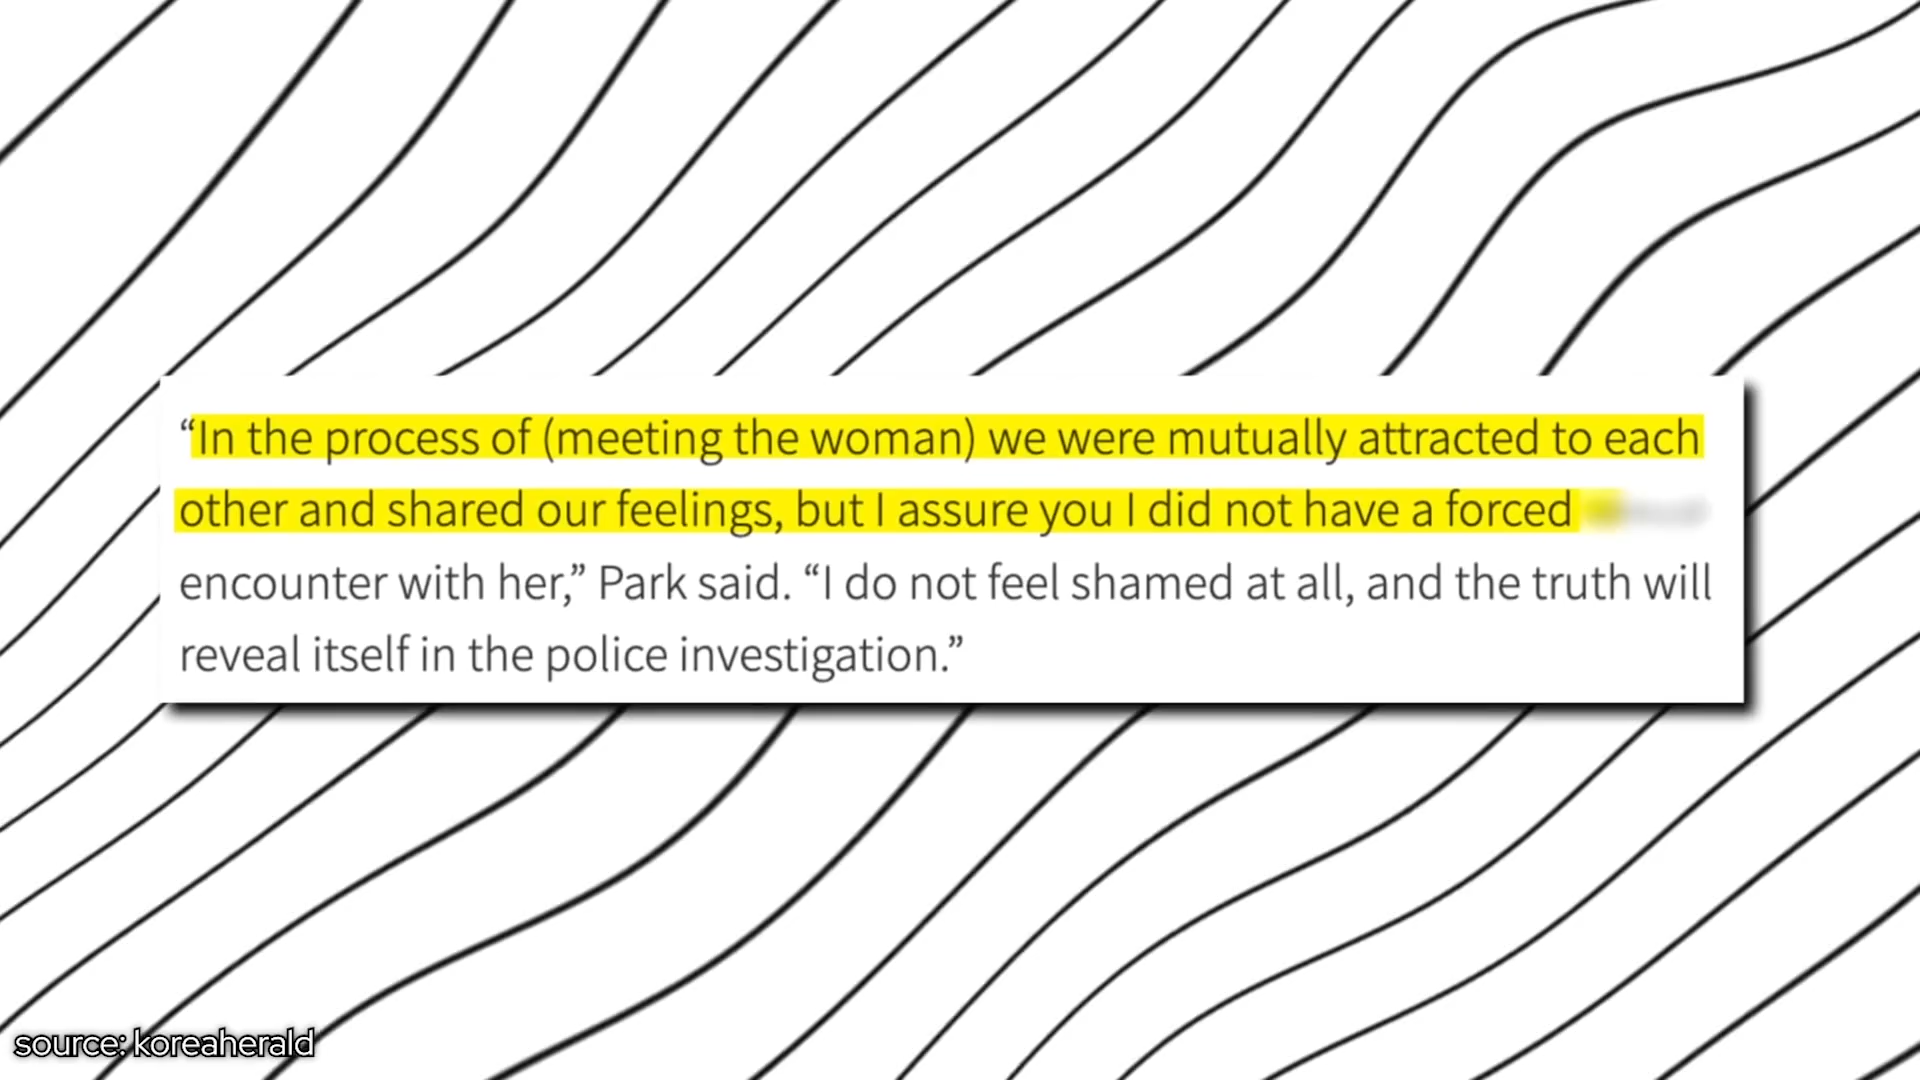 “In the process of (meeting the woman) we were mutually attracted to each
other and shared our feelings, but I assure you I did not have a forced
encounter with her,” Park said. “I do not feel shamed at all, and the truth will
reveal itself in the police investigation.”
source: koreaherald